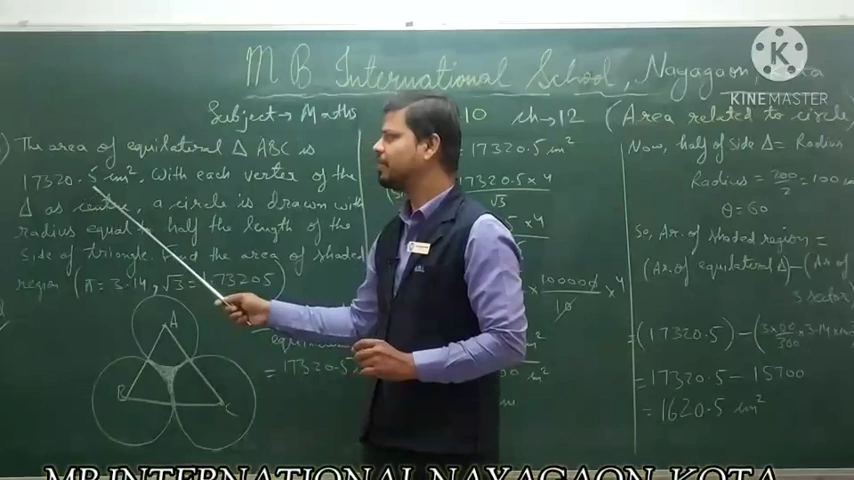 M B International School, Nayagaon,
KINEMASTER
Subject → Maths 10 ch → 12 (Area related to circle)
The area of equilateral Δ ABC is
17320.5 cm². With each vertex of the
Δ as centre, a circle is drawn with
radius equal half the length of the
side of triangle. Find the area of shaded
region (π = 3.14, √3 = 1.73205)
A
B
C
= 17320.5 cm²
17320.5 × 4
√3
× 4
× 100000 × 4
10
= 17320.5
cm²
Now, half of side Δ = Radius
Radius = 200/2 = 100 cm
θ = 60
So, Ar. of shaded region =
(Ar. of equilateral Δ) - (Ar. of
3 sector)
= (17320.5) - (3 × 60/360 × 3.14 ×
= 17320.5 - 15700
= 1620.5 cm²
MB INTERNATIONAL NAYAGAON KOTA